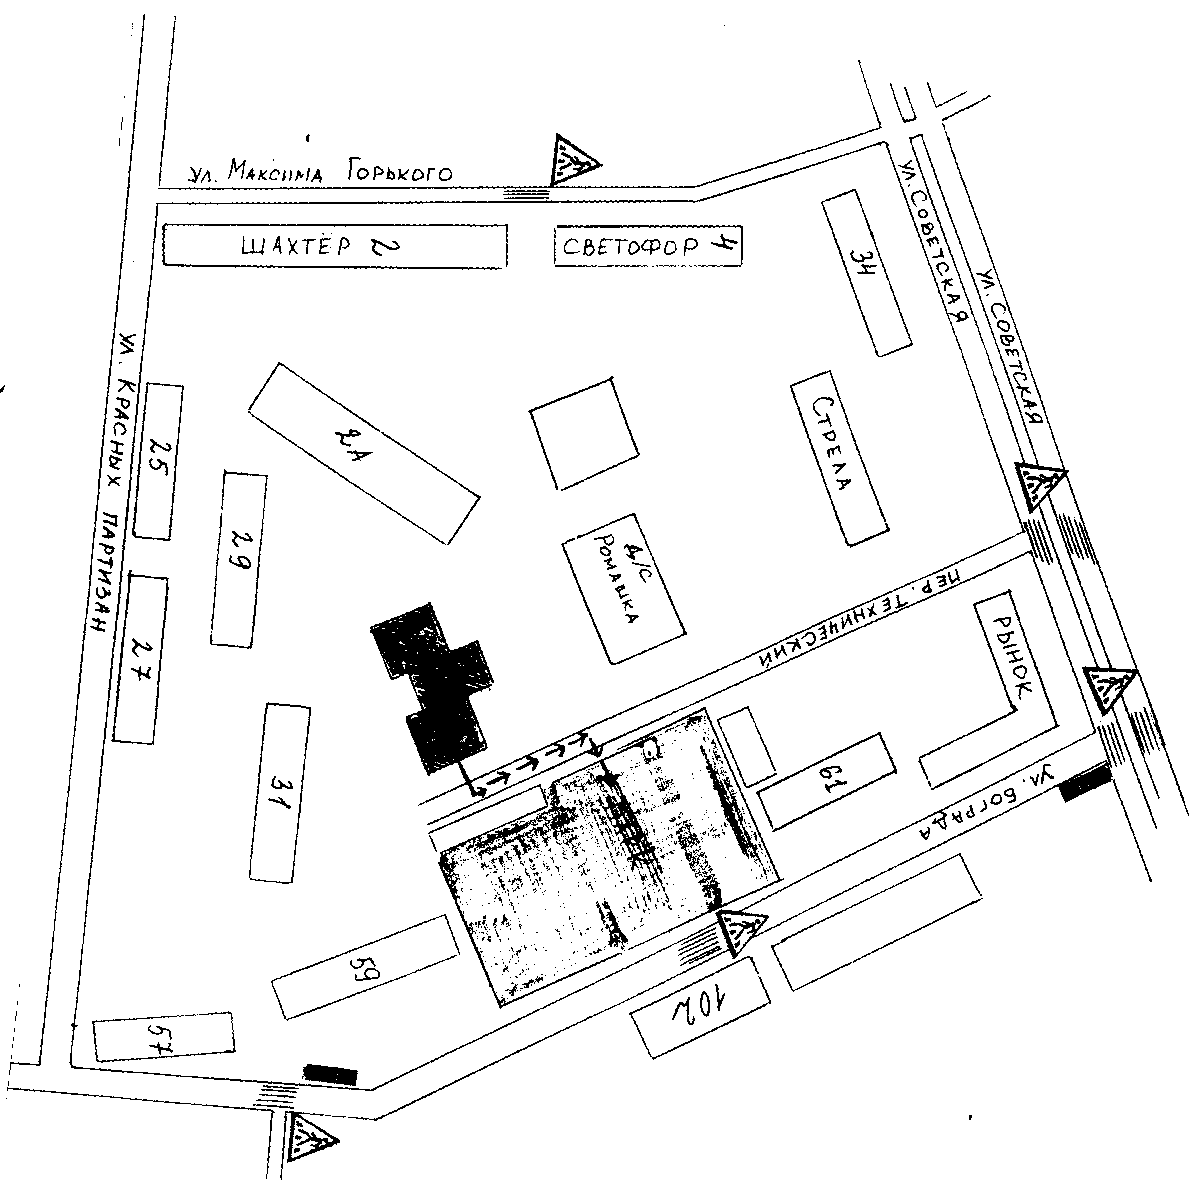 ул. Максима Горького
ШАХТЁР 2
СВЕТОФОР 4
34
ул. Советская
ул. Советская
ул. Красных партизан
25
2А
29
27
31
Стрела
Д/С
Ромашка
пер. Технический
РЫНОК
61
ул. Бограда
59
57
102